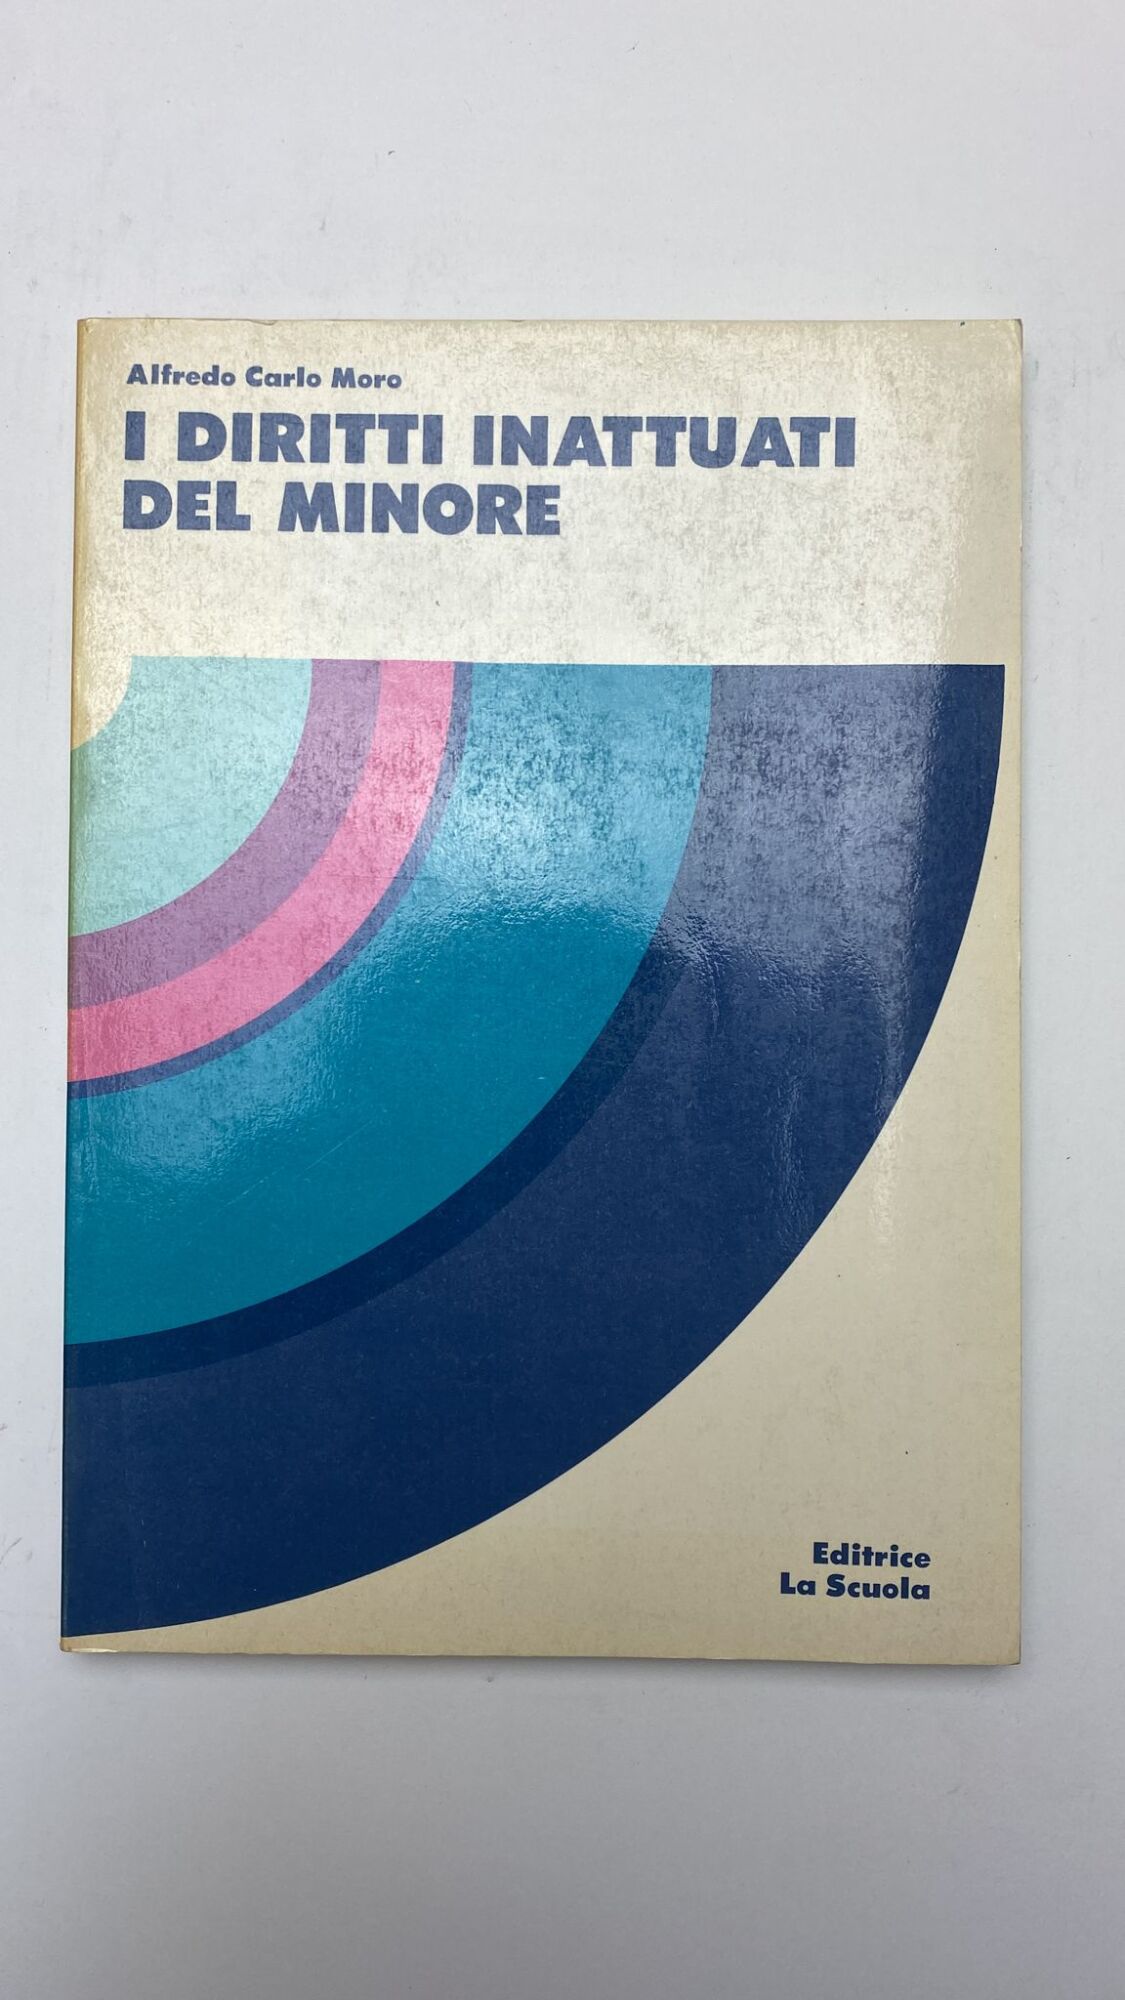 Alfredo Carlo Moro
I DIRITTI INATTUATI
DEL MINORE
Editrice
La Scuola